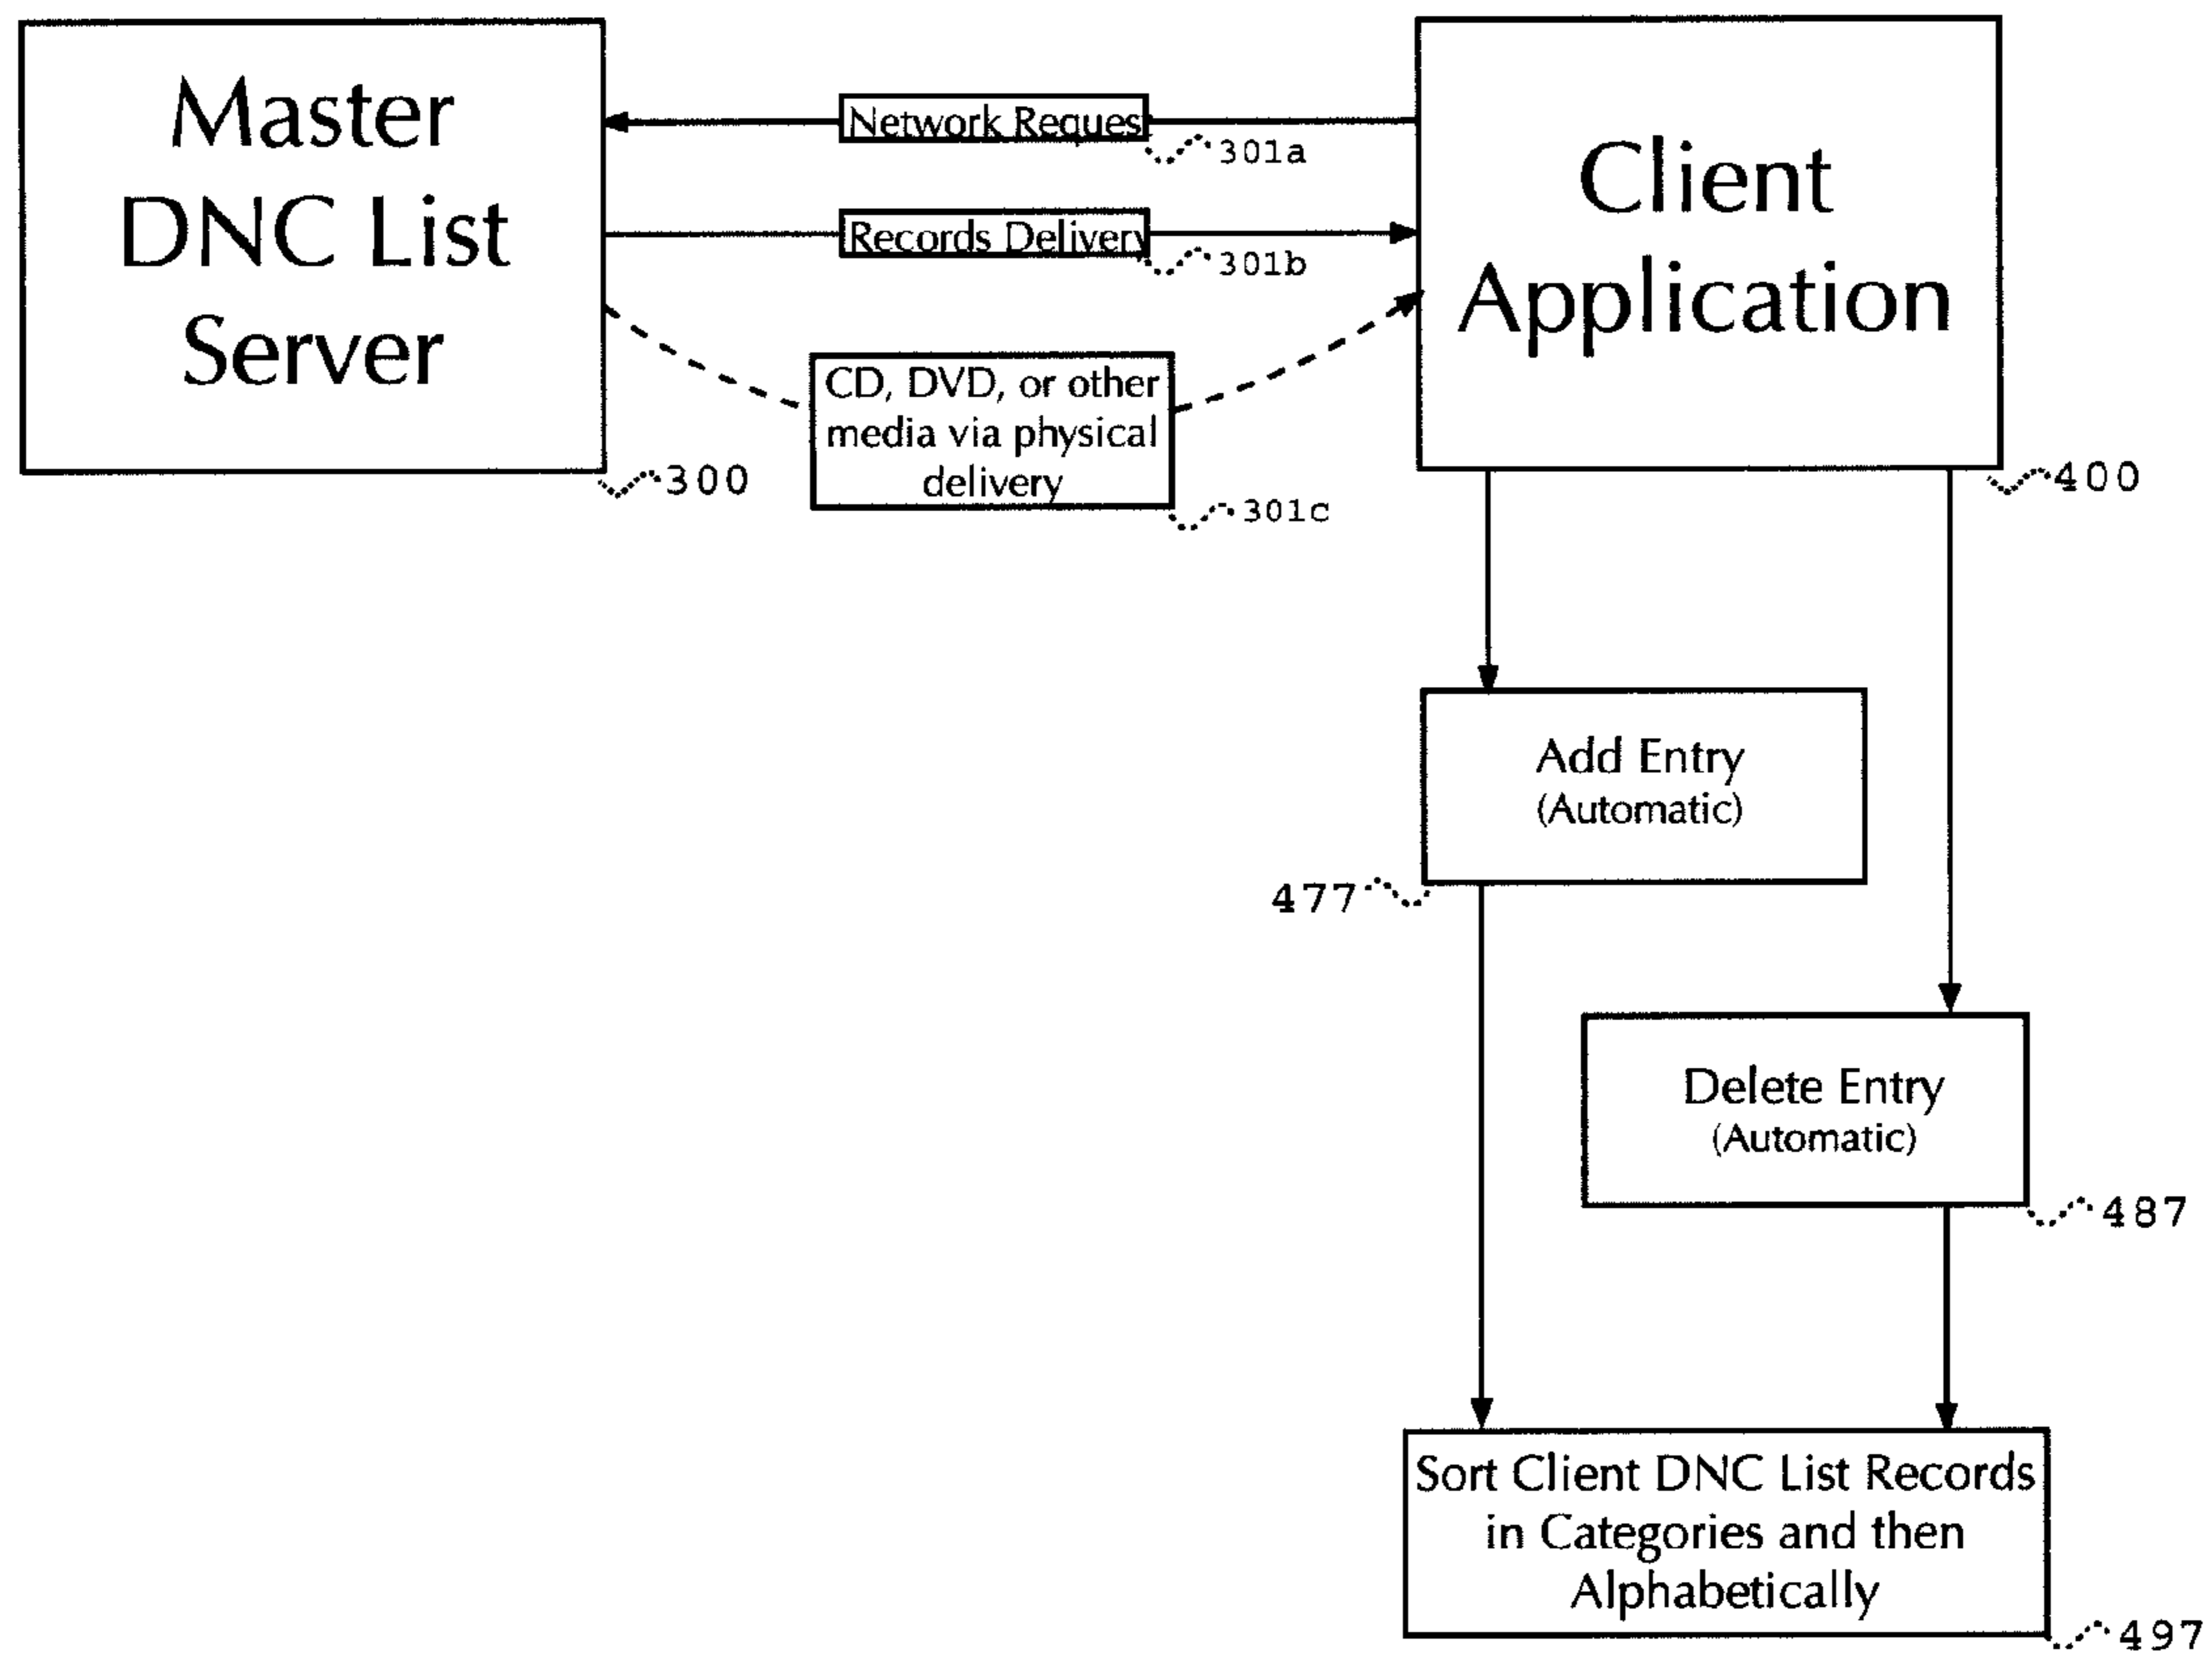 Master
DNC List
Server
300
Network Reques
301a
Records Delivery
301b
CD, DVD, or other
media via physical
delivery
301c
Client
Application
400
Add Entry
(Automatic)
477
Delete Entry
(Automatic)
487
Sort Client DNC List Records
in Categories and then
Alphabetically
497